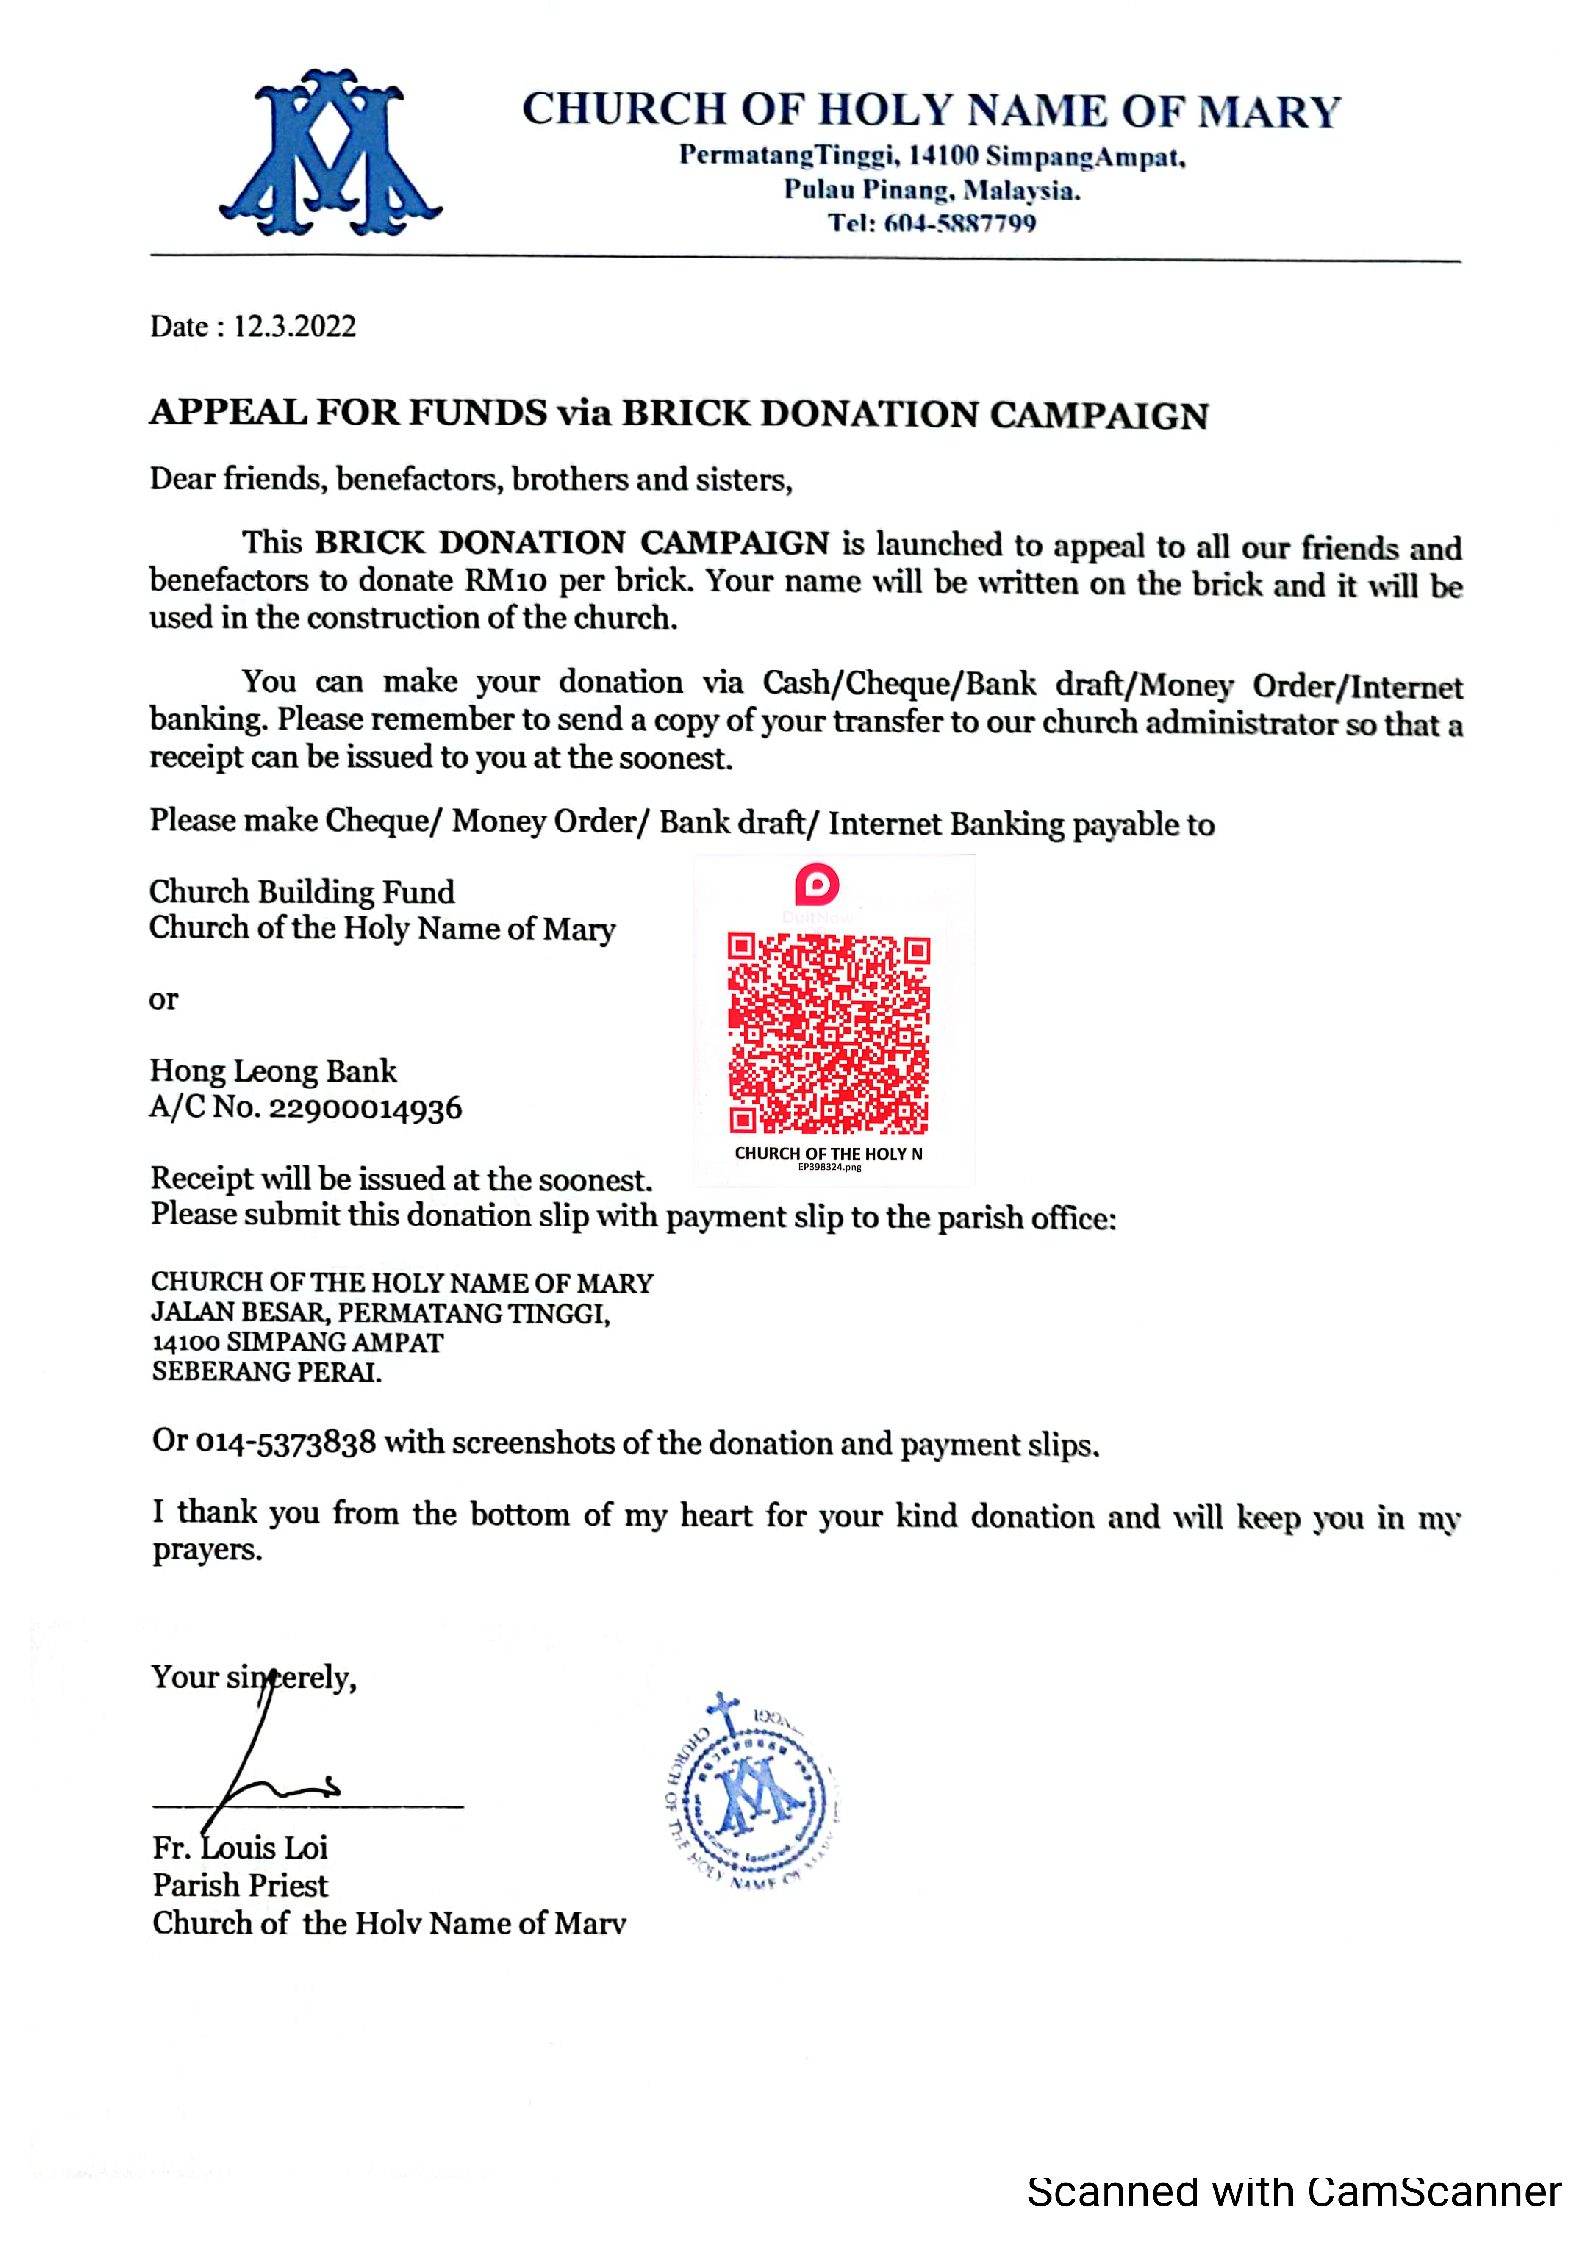 CHURCH OF HOLY NAME OF MARY
PermatangTinggi, 14100 SimpangAmpat,
Pulau Pinang, Malaysia.
Tel: 604-5887799
Date : 12.3.2022
APPEAL FOR FUNDS via BRICK DONATION CAMPAIGN
Dear friends, benefactors, brothers and sisters,
This BRICK DONATION CAMPAIGN is launched to appeal to all our friends and
benefactors to donate RM10 per brick. Your name will be written on the brick and it will be
used in the construction of the church.
You can make your donation via Cash/Cheque/Bank draft/Money Order/Internet
banking. Please remember to send a copy of your transfer to our church administrator so that a
receipt can be issued to you at the soonest.
Please make Cheque/ Money Order/ Bank draft/ Internet Banking payable to
Church Building Fund
Church of the Holy Name of Mary
or
Hong Leong Bank
A/C No. 22900014936
DuitNow
CHURCH OF THE HOLY N
EP398324.png
Receipt will be issued at the soonest.
Please submit this donation slip with payment slip to the parish office:
CHURCH OF THE HOLY NAME OF MARY
JALAN BESAR, PERMATANG TINGGI,
14100 SIMPANG AMPAT
SEBERANG PERAI.
Or 014-5373838 with screenshots of the donation and payment slips.
I thank you from the bottom of my heart for your kind donation and will keep you in my
prayers.
Your sincerely,
Fr. Louis Loi
Parish Priest
Church of the Holy Name of Mary
CHURCH OF THE HOLY NAME OF MARY
Scanned with CamScanner